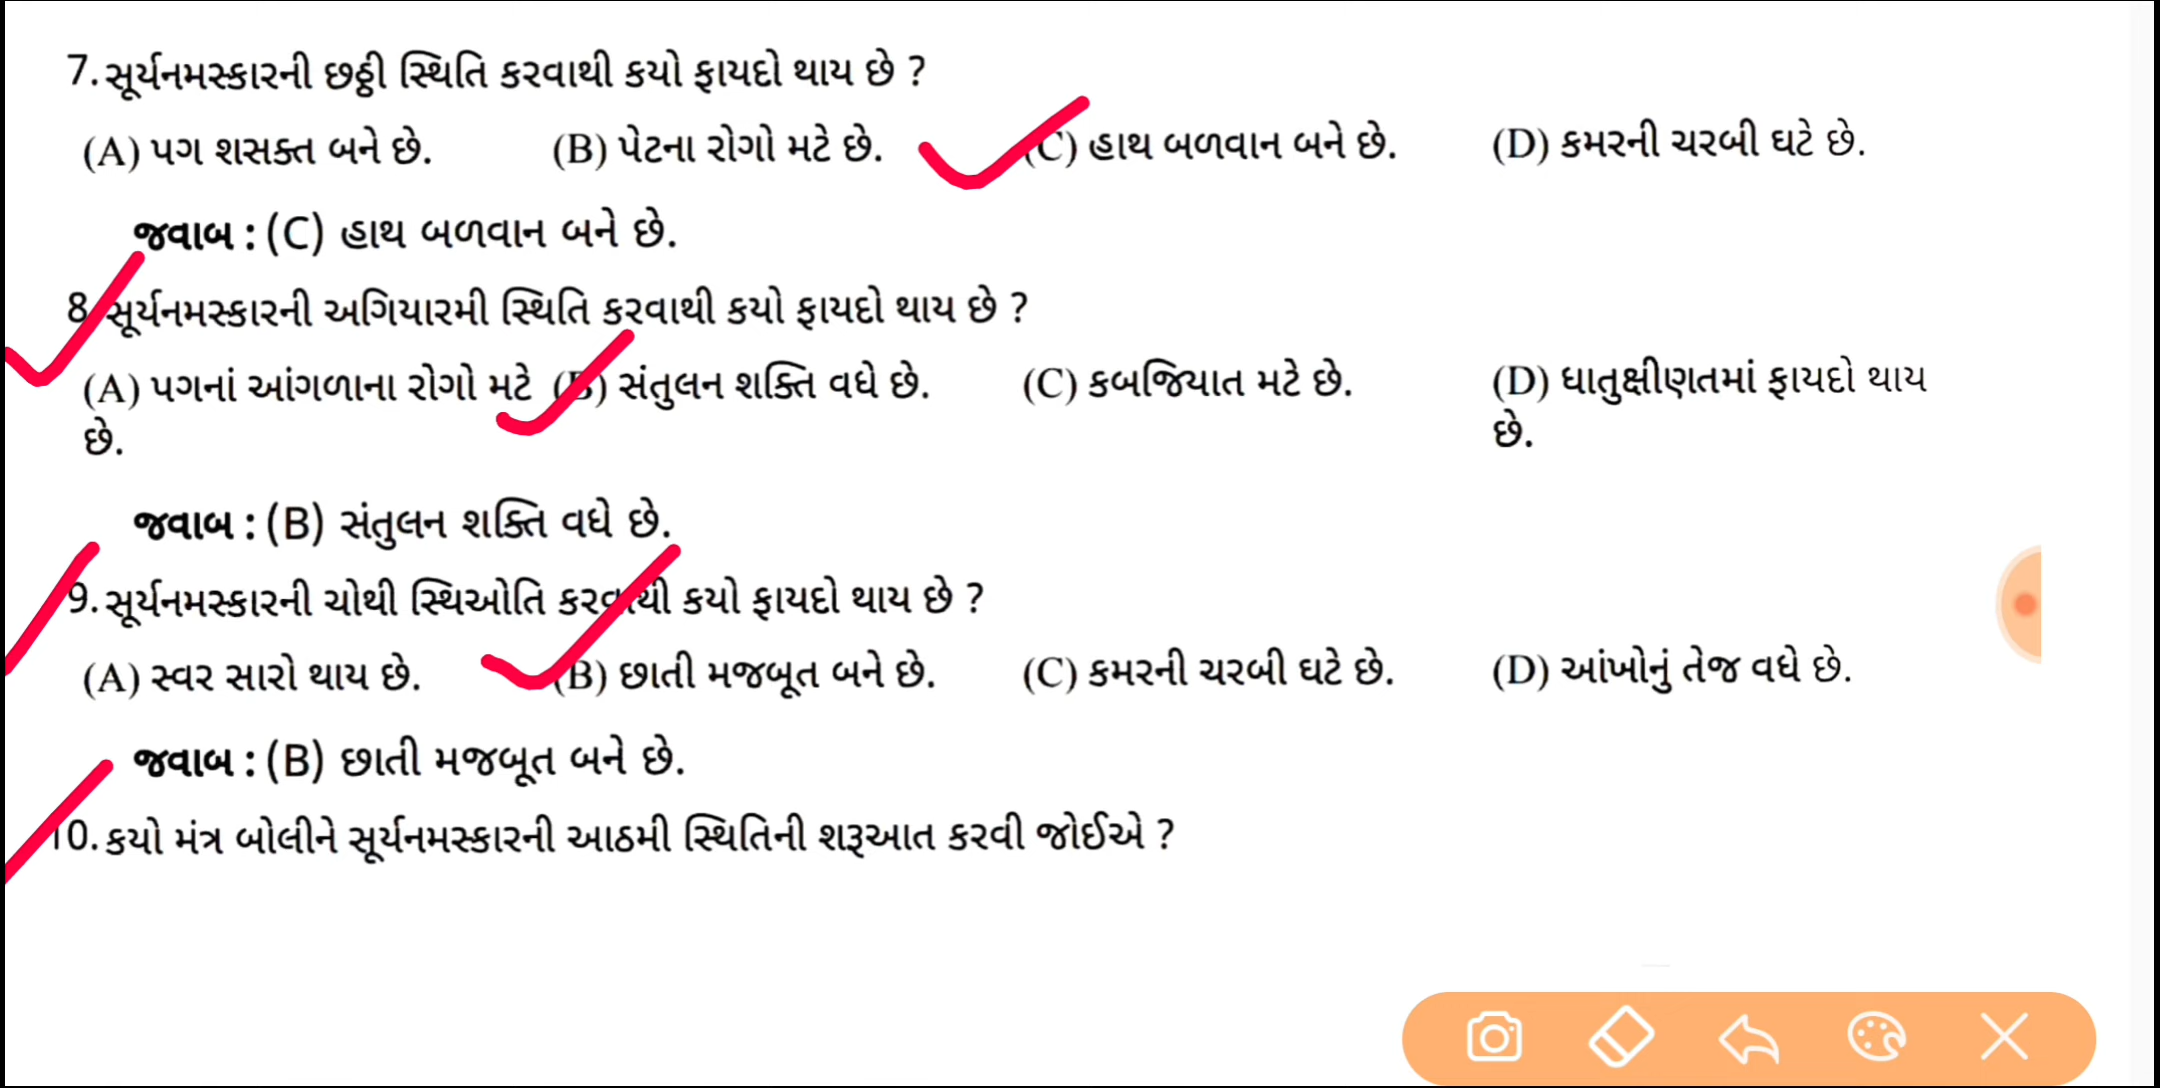 7. સૂર્યનમસ્કારની છઠ્ઠી સ્થિતિ કરવાથી કયો ફાયદો થાય છે ?
(A) પગ શસક્ત બને છે. (B) પેટના રોગો મટે છે. (C) હાથ બળવાન બને છે. (D) કમરની ચરબી ઘટે છે.
જવાબ : (C) હાથ બળવાન બને છે.
8. સૂર્યનમસ્કારની અગિયારમી સ્થિતિ કરવાથી કયો ફાયદો થાય છે ?
(A) પગનાં આંગળાના રોગો મટે (B) સંતુલન શક્તિ વધે છે. (C) કબજિયાત મટે છે. (D) ધાતુક્ષીણતમાં ફાયદો થાય
છે. છે.
જવાબ : (B) સંતુલન શક્તિ વધે છે.
9. સૂર્યનમસ્કારની ચોથી સ્થિઓતિ કરવાથી કયો ફાયદો થાય છે ?
(A) સ્વર સારો થાય છે. (B) છાતી મજબૂત બને છે. (C) કમરની ચરબી ઘટે છે. (D) આંખોનું તેજ વધે છે.
જવાબ : (B) છાતી મજબૂત બને છે.
10. કયો મંત્ર બોલીને સૂર્યનમસ્કારની આઠમી સ્થિતિની શરૂઆત કરવી જોઈએ ?